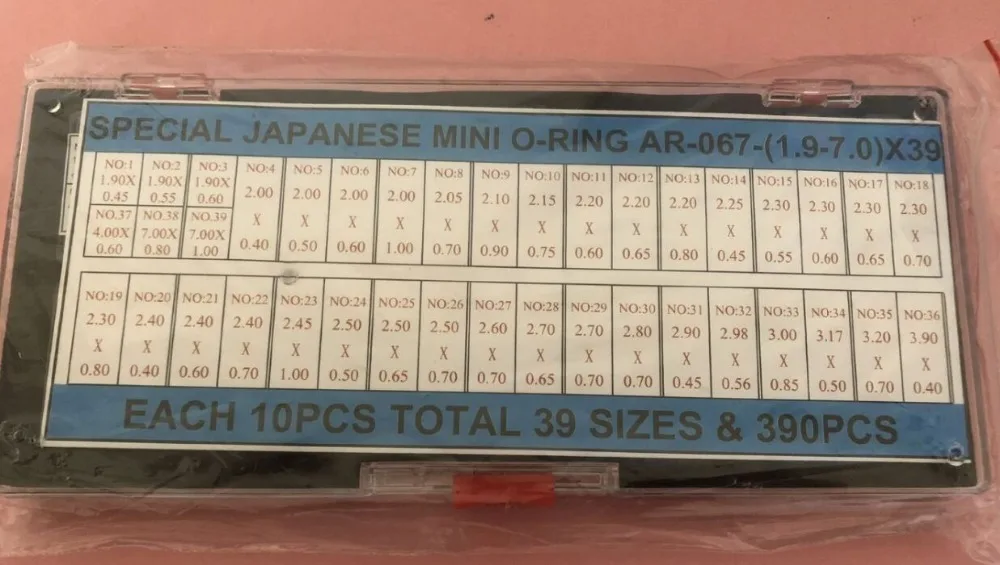 SPECIAL JAPANESE MINI O-RING AR-067-(1.9-7.0)X39
NO:1 NO:2 NO:3 NO:4 NO:5 NO:6 NO:7 NO:8 NO:9 NO:10 NO:11 NO:12 NO:13 NO:14 NO:15 NO:16 NO:17 NO:18
1.90X 1.90X 1.90X 2.00 2.00 2.00 2.00 2.05 2.10 2.15 2.20 2.20 2.20 2.25 2.30 2.30 2.30 2.30
0.45 0.55 0.60
NO.37 NO.38 NO.39 X X X X X X X X X X X X X X X
4.00X 7.00X 7.00X
0.60 0.80 1.00 0.40 0.50 0.60 1.00 0.70 0.90 0.75 0.60 0.65 0.80 0.45 0.55 0.60 0.65 0.70
NO:19 NO:20 NO:21 NO:22 NO:23 NO:24 NO:25 NO:26 NO:27 NO:28 NO:29 NO:30 NO:31 NO:32 NO:33 NO:34 NO:35 NO:36
2.30 2.40 2.40 2.40 2.45 2.50 2.50 2.50 2.60 2.70 2.70 2.80 2.90 2.98 3.00 3.17 3.20 3.90
X X X X X X X X X X X X X X X X X X
0.80 0.40 0.60 0.70 1.00 0.50 0.65 0.70 0.70 0.65 0.70 0.70 0.45 0.56 0.85 0.50 0.70 0.40
EACH 10PCS TOTAL 39 SIZES & 390PCS